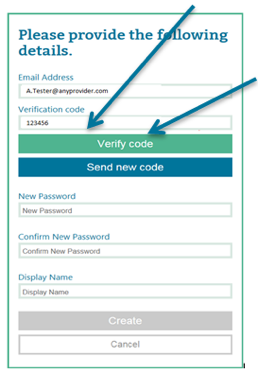 Please provide the following
details.
Email Address
A.Tester@anyprovider.com
Verification code
123456
Verify code
Send new code
New Password
New Password
Confirm New Password
Confirm New Password
Display Name
Display Name
Create
Cancel